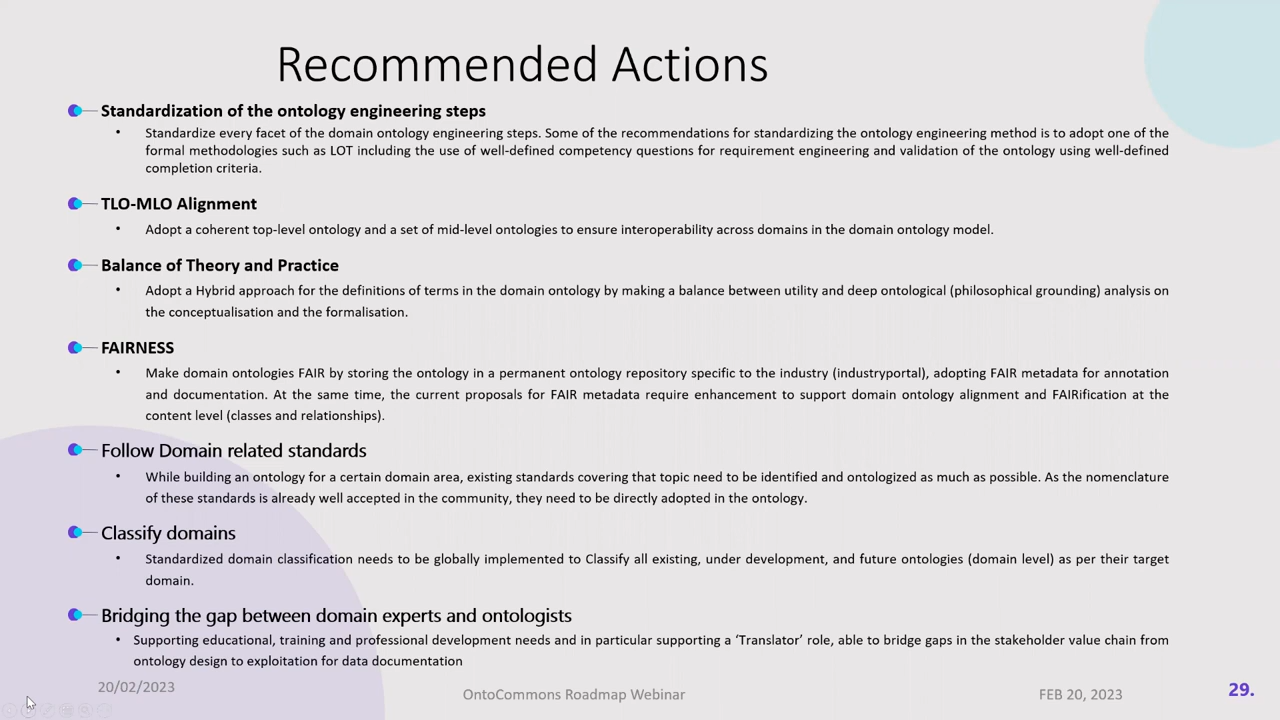 Recommended Actions
Standardization of the ontology engineering steps
• Standardize every facet of the domain ontology engineering steps. Some of the recommendations for standardizing the ontology engineering method is to adopt one of the
formal methodologies such as LOT including the use of well-defined competency questions for requirement engineering and validation of the ontology using well-defined
completion criteria.
TLO-MLO Alignment
• Adopt a coherent top-level ontology and a set of mid-level ontologies to ensure interoperability across domains in the domain ontology model.
Balance of Theory and Practice
• Adopt a Hybrid approach for the definitions of terms in the domain ontology by making a balance between utility and deep ontological (philosophical grounding) analysis on
the conceptualisation and the formalisation.
FAIRNESS
• Make domain ontologies FAIR by storing the ontology in a permanent ontology repository specific to the industry (industryportal), adopting FAIR metadata for annotation
and documentation. At the same time, the current proposals for FAIR metadata require enhancement to support domain ontology alignment and FAIRification at the
content level (classes and relationships).
Follow Domain related standards
• While building an ontology for a certain domain area, existing standards covering that topic need to be identified and ontologized as much as possible. As the nomenclature
of these standards is already well accepted in the community, they need to be directly adopted in the ontology.
Classify domains
• Standardized domain classification needs to be globally implemented to Classify all existing, under development, and future ontologies (domain level) as per their target
domain.
Bridging the gap between domain experts and ontologists
• Supporting educational, training and professional development needs and in particular supporting a ‘Translator’ role, able to bridge gaps in the stakeholder value chain from
ontology design to exploitation for data documentation
20/02/2023
OntoCommons Roadmap Webinar
FEB 20, 2023
29.